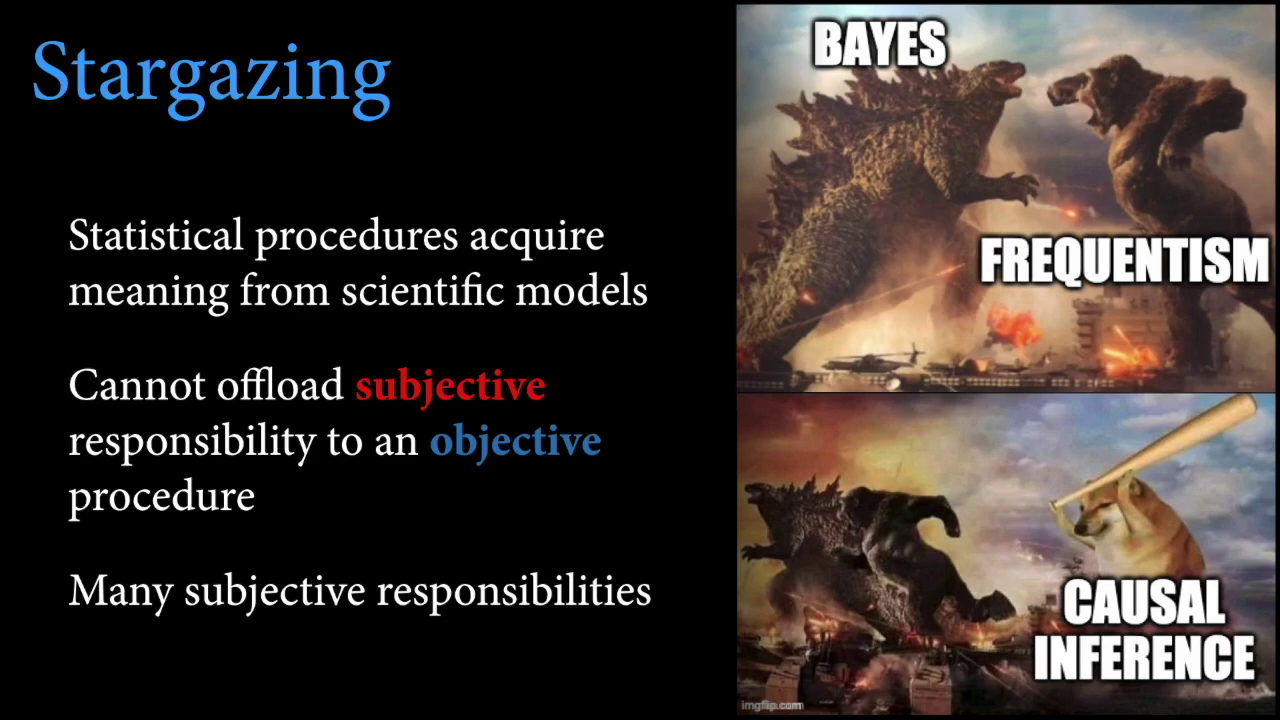 Stargazing
Statistical procedures acquire
meaning from scientific models
Cannot offload subjective
responsibility to an objective
procedure
Many subjective responsibilities
BAYES
FREQUENTISM
CAUSAL
INFERENCE
imgflip.com